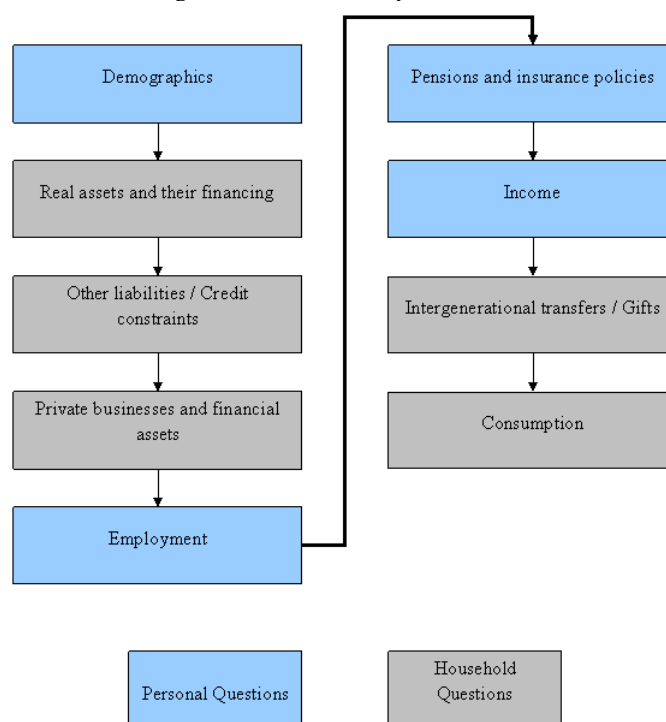 Demographics
Real assets and their financing
Other liabilities / Credit
constraints
Private businesses and financial
assets
Employment
Pensions and insurance policies
Income
Intergenerational transfers / Gifts
Consumption
Personal Questions
Household
Questions